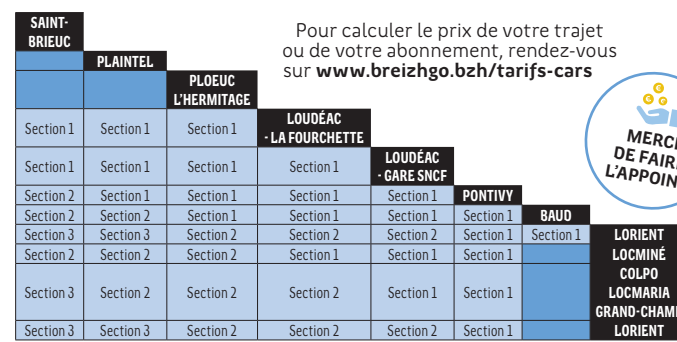 SAINT-
BRIEUC
Pour calculer le prix de votre trajet
ou de votre abonnement, rendez-vous
sur www.breizhgo.bzh/tarifs-cars
PLAINTEL
PLOEUC
L'HERMITAGE
Section 1 Section 1 Section 1 LOUDÉAC
- LA FOURCHETTE
Section 1 Section 1 Section 1 Section 1 LOUDÉAC
- GARE SNCF
Section 2 Section 1 Section 1 Section 1 Section 1 PONTIVY
Section 2 Section 2 Section 1 Section 1 Section 1 Section 1 BAUD
Section 3 Section 3 Section 2 Section 2 Section 2 Section 1 Section 1 LORIENT
Section 2 Section 2 Section 2 Section 1 Section 1 Section 1 LOCMINÉ
Section 3 Section 2 Section 2 Section 2 Section 1 Section 1 COLPO
LOCMARIA
GRAND-CHAM
Section 3 Section 3 Section 2 Section 2 Section 2 Section 1 LORIENT
MERCI
DE FAIRE
L'APPOIN